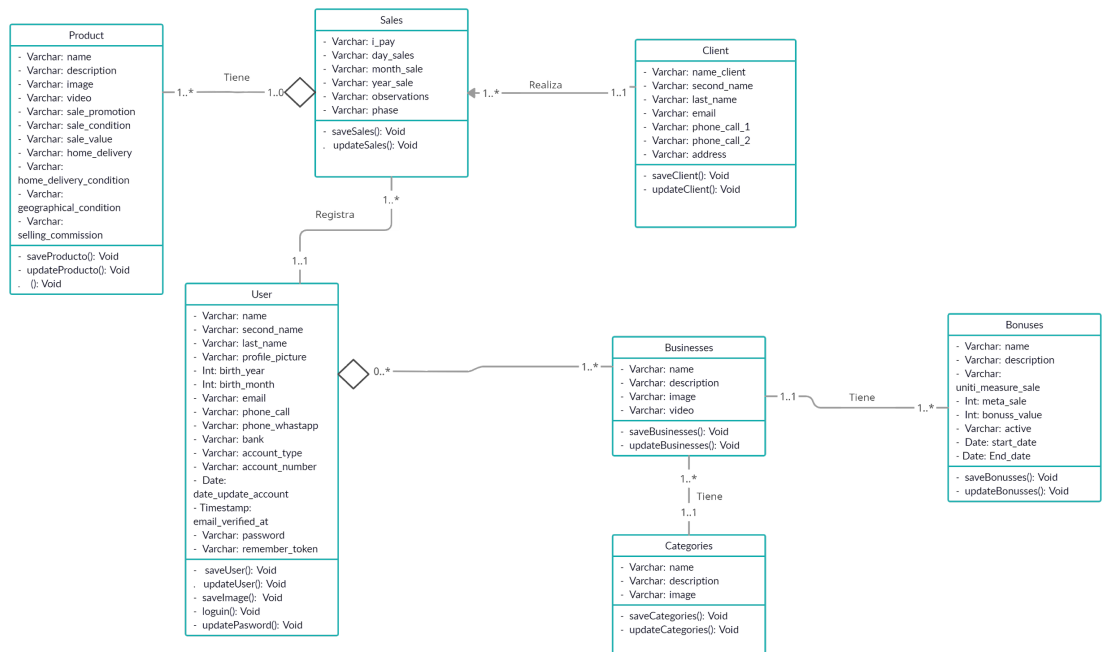 Product
- Varchar: name
- Varchar: description
- Varchar: image
- Varchar: video
- Varchar: sale_promotion
- Varchar: sale_condition
- Varchar: sale_value
- Varchar: home_delivery
- Varchar:
home_delivery_condition
- Varchar:
geographical_condition
- Varchar:
selling_commission
- saveProducto(): Void
- updateProducto(): Void
. (): Void
Tiene
1..*
1..0
Sales
- Varchar: i_pay
- Varchar: day_sales
- Varchar: month_sale
- Varchar: year_sale
- Varchar: observations
- Varchar: phase
- saveSales(): Void
. updateSales(): Void
Realiza
1..*
1..1
Client
- Varchar: name_client
- Varchar: second_name
- Varchar: last_name
- Varchar: email
- Varchar: phone_call_1
- Varchar: phone_call_2
- Varchar: address
- saveClient(): Void
- updateClient(): Void
1..*
Registra
1..1
User
- Varchar: name
- Varchar: second_name
- Varchar: last_name
- Varchar: profile_picture
- Int: birth_year
- Int: birth_month
- Varchar: email
- Varchar: phone_call
- Varchar: phone_whastapp
- Varchar: bank
- Varchar: account_type
- Varchar: account_number
- Date:
date_update_account
- Timestamp:
email_verified_at
- Varchar: password
- Varchar: remember_token
- saveUser(): Void
. updateUser(): Void
- saveImage(): Void
- loguin(): Void
- updatePasword(): Void
0..*
1..*
Businesses
- Varchar: name
- Varchar: description
- Varchar: image
- Varchar: video
- saveBusinesses(): Void
- updateBusinesses(): Void
1..1
Tiene
1..*
Bonuses
- Varchar: name
- Varchar: description
- Varchar:
uniti_measure_sale
- Int: meta_sale
- Int: bonuss_value
- Varchar: active
- Date: start_date
- Date: End_date
- saveBonusses(): Void
- updateBonusses(): Void
1..*
Tiene
1..1
Categories
- Varchar: name
- Varchar: description
- Varchar: image
- saveCategories(): Void
- updateCategories(): Void